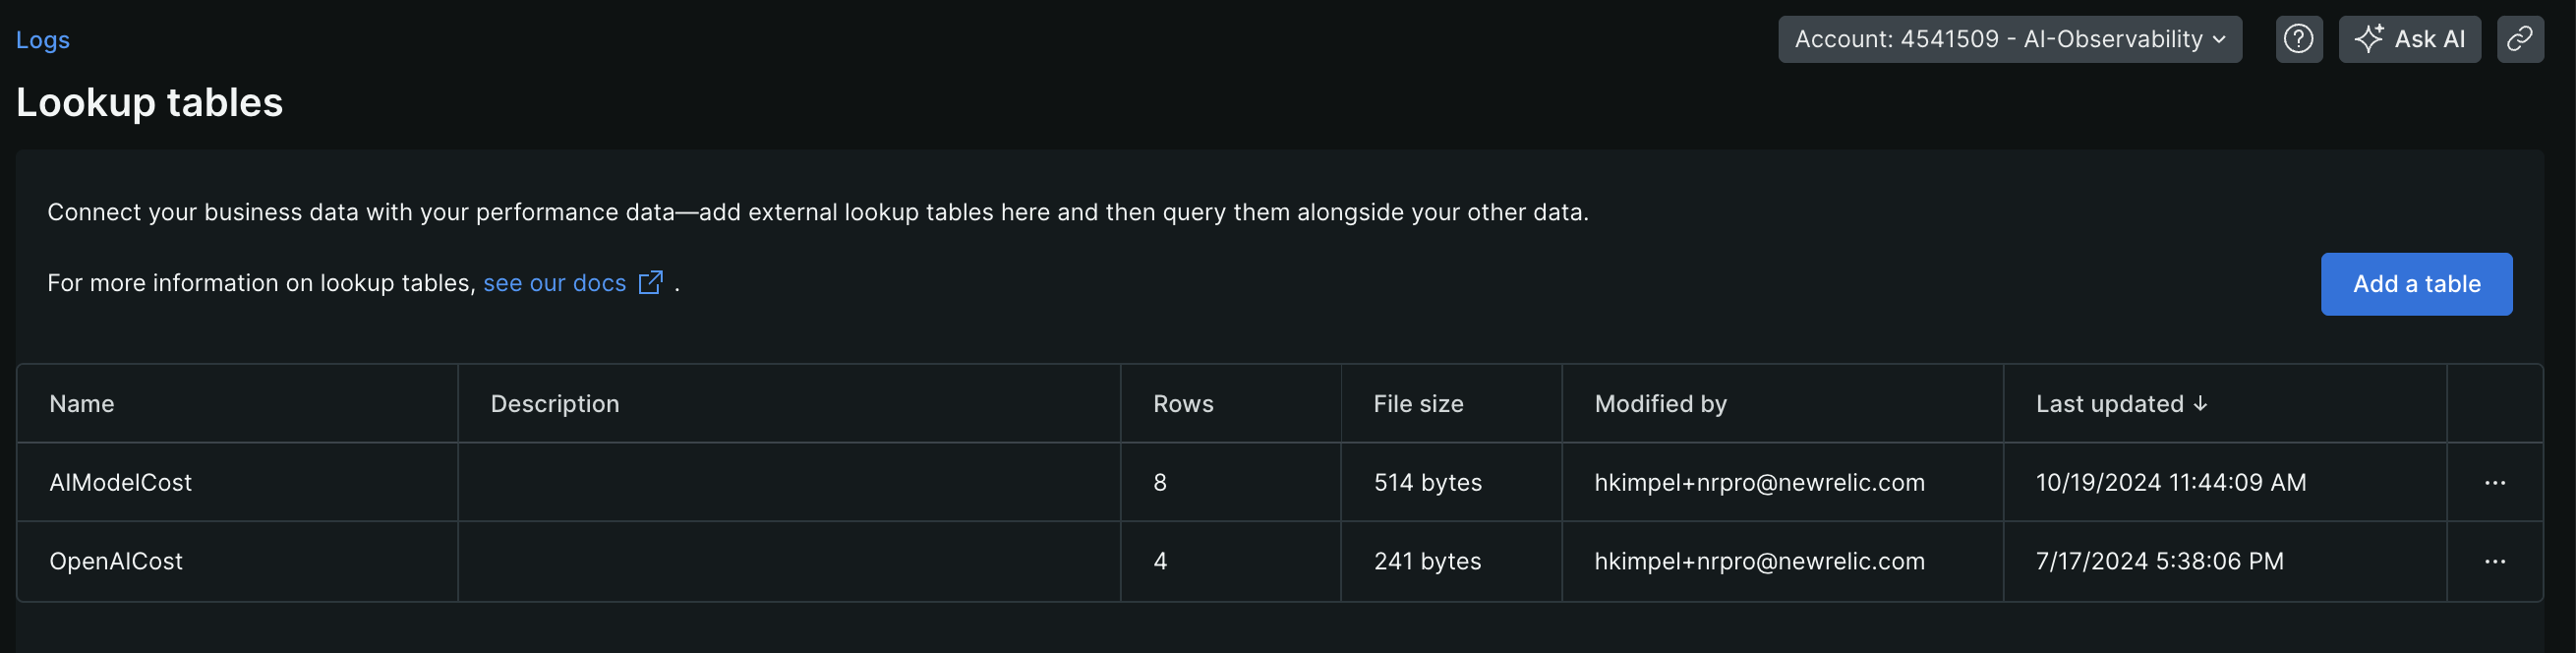 Logs
Account: 4541509 - AI-Observability
Ask AI
Lookup tables
Connect your business data with your performance data—add external lookup tables here and then query them alongside your other data.
For more information on lookup tables, see our docs .
Add a table
Name Description Rows File size Modified by Last updated ↓
AIModelCost 8 514 bytes hkimpel+nrpro@newrelic.com 10/19/2024 11:44:09 AM ...
OpenAICost 4 241 bytes hkimpel+nrpro@newrelic.com 7/17/2024 5:38:06 PM ...